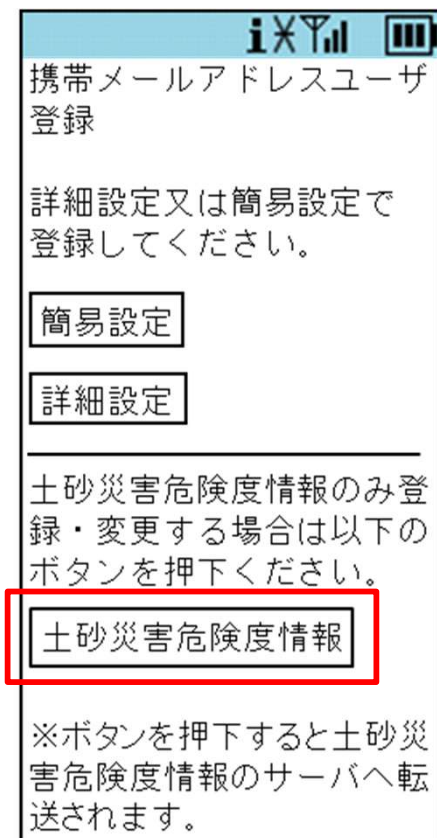 携帯メールアドレスユーザ
登録
詳細設定又は簡易設定で
登録してください。
簡易設定
詳細設定
土砂災害危険度情報のみ登
録・変更する場合は以下の
ボタンを押下ください。
土砂災害危険度情報
※ボタンを押下すると土砂災
害危険度情報のサーバへ転
送されます。